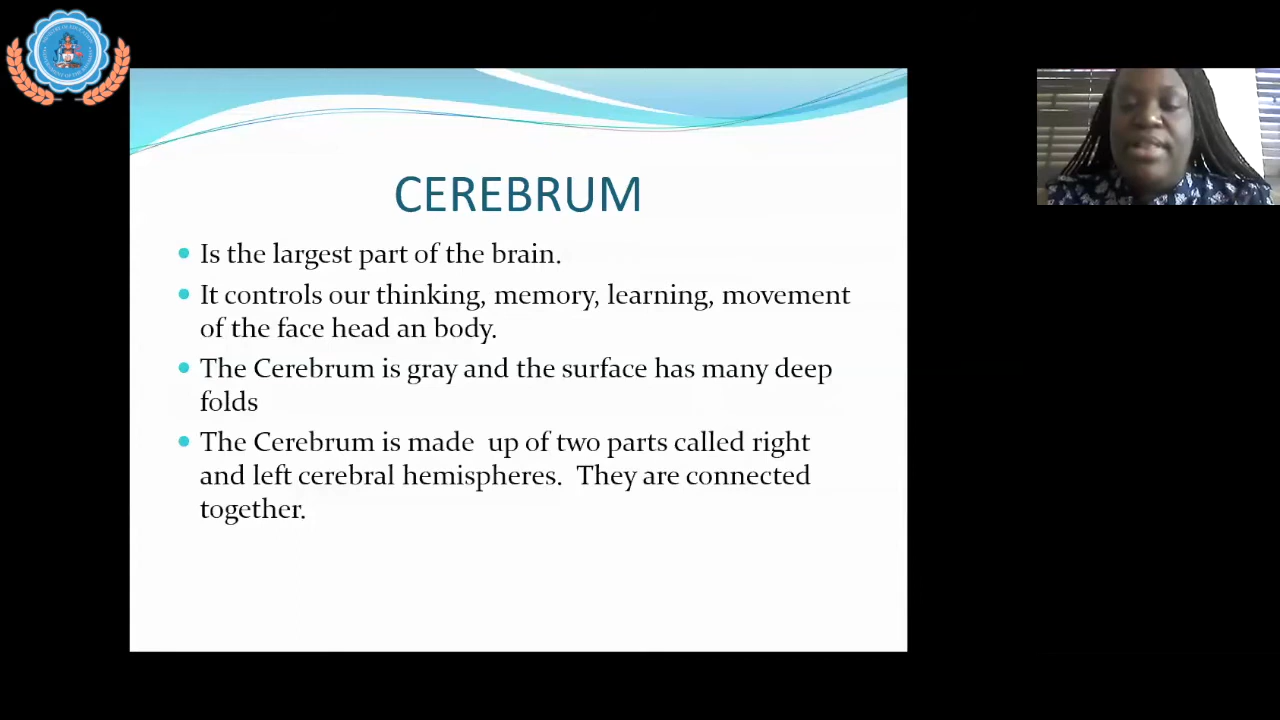 CEREBRUM
Is the largest part of the brain.
It controls our thinking, memory, learning, movement
of the face head an body.
The Cerebrum is gray and the surface has many deep
folds
The Cerebrum is made  up of two parts called right
and left cerebral hemispheres.  They are connected
together.